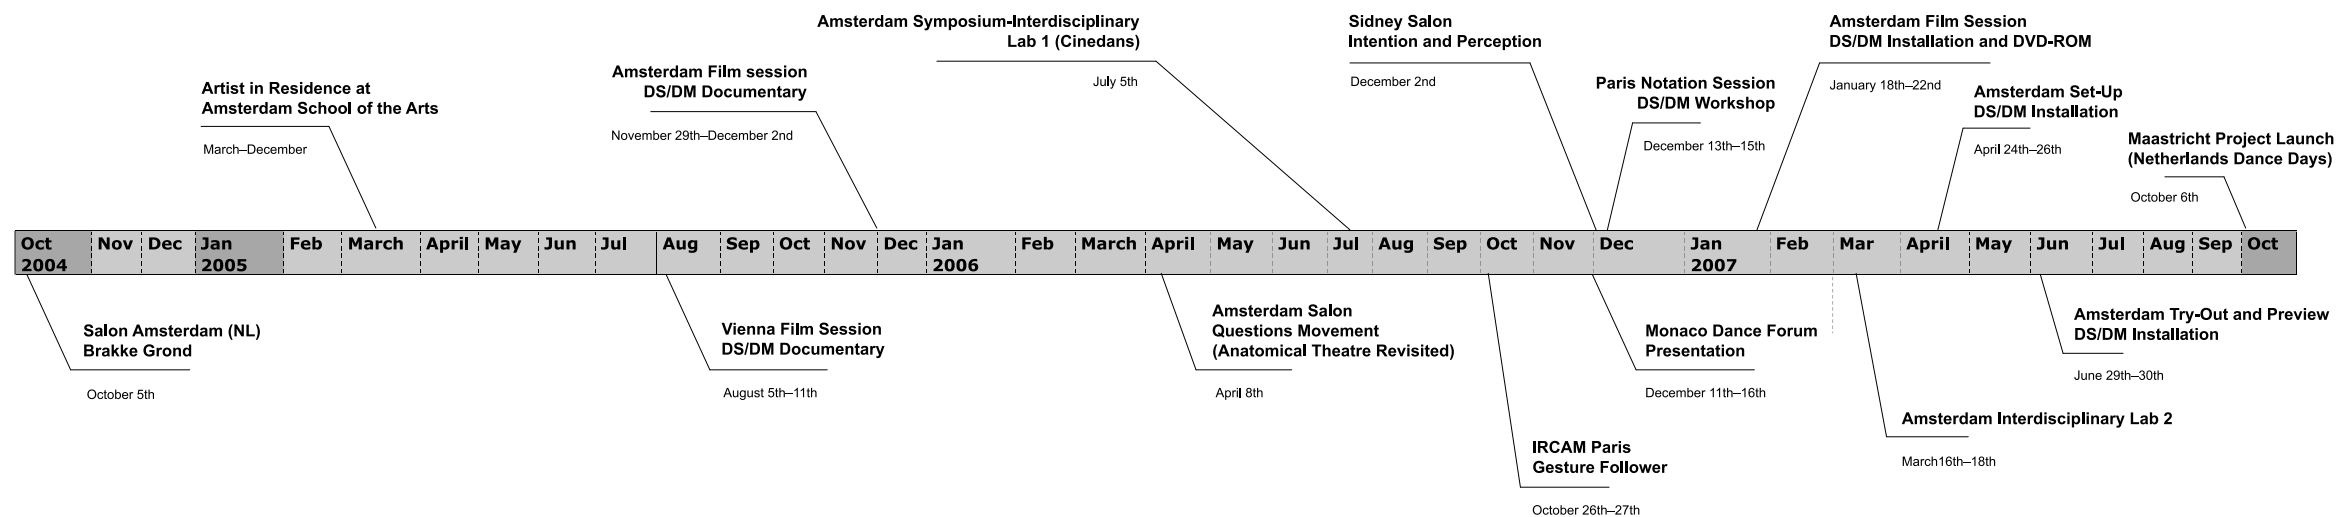 Amsterdam Symposium-Interdisciplinary
Lab 1 (Cinedans)
July 5th
Sidney Salon
Intention and Perception
December 2nd
Amsterdam Film Session
DS/DM Installation and DVD-ROM
January 18th–22nd
Artist in Residence at
Amsterdam School of the Arts
March–December
Amsterdam Film session
DS/DM Documentary
November 29th–December 2nd
Paris Notation Session
DS/DM Workshop
December 13th–15th
Amsterdam Set-Up
DS/DM Installation
April 24th–26th
Maastricht Project Launch
(Netherlands Dance Days)
October 6th
Oct Nov Dec Jan Feb March April May Jun Jul Aug Sep Oct Nov Dec Jan Feb March April May Jun Jul Aug Sep Oct Nov Dec Jan Feb Mar April May Jun Jul Aug Sep Oct
2004 2005 2006 2007
Salon Amsterdam (NL)
Brakke Grond
October 5th
Vienna Film Session
DS/DM Documentary
August 5th–11th
Amsterdam Salon
Questions Movement
(Anatomical Theatre Revisited)
April 8th
IRCAM Paris
Gesture Follower
October 26th–27th
Monaco Dance Forum
Presentation
December 11th–16th
Amsterdam Interdisciplinary Lab 2
March16th–18th
Amsterdam Try-Out and Preview
DS/DM Installation
June 29th–30th